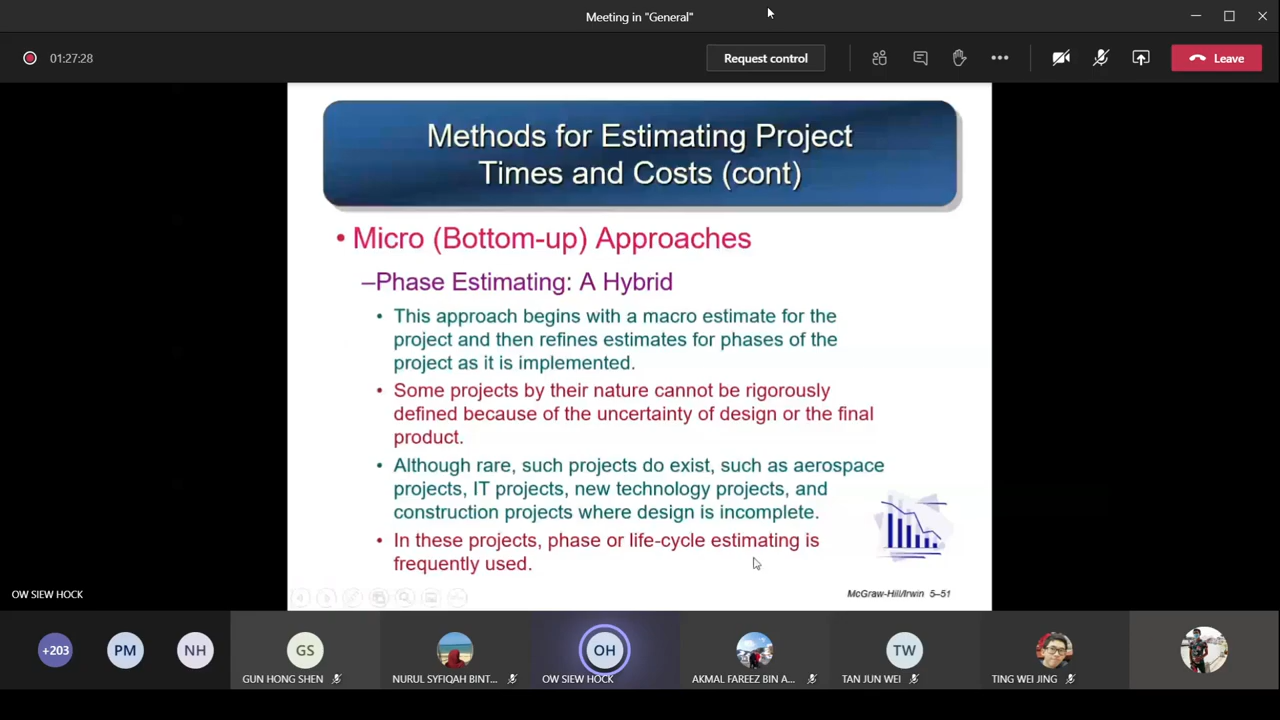 Meeting in "General"
01:27:28
Request control
Leave
Methods for Estimating Project
Times and Costs (cont)
• Micro (Bottom-up) Approaches
–Phase Estimating: A Hybrid
• This approach begins with a macro estimate for the
project and then refines estimates for phases of the
project as it is implemented.
• Some projects by their nature cannot be rigorously
defined because of the uncertainty of design or the final
product.
• Although rare, such projects do exist, such as aerospace
projects, IT projects, new technology projects, and
construction projects where design is incomplete.
• In these projects, phase or life-cycle estimating is
frequently used.
McGraw-Hill/Irwin 5–51
OW SIEW HOCK
+203
PM
NH
GS
OH
TW
GUN HONG SHEN
NURUL SYFIQAH BINT...
OW SIEW HOCK
AKMAL FAREEZ BIN A...
TAN JUN WEI
TING WEI JING